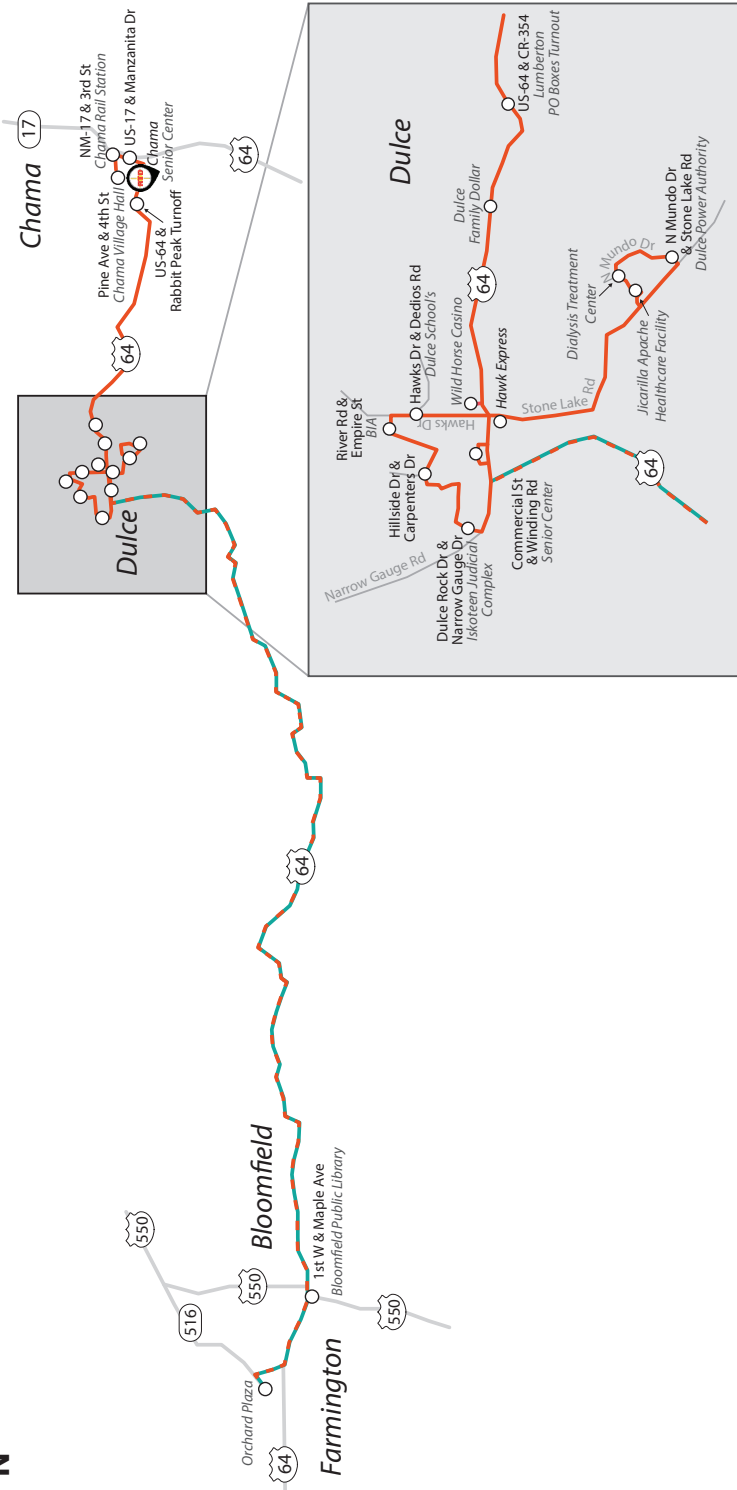 N
Chama
17
NM-17 & 3rd St
Chama Rail Station
US-17 & Manzanita Dr
Pine Ave & 4th St
Chama Village Hall
RED
Chama
Senior Center
64
US-64 &
Rabbit Peak Turnoff
64
Dulce
64
Bloomfield
550
550
516
1st W & Maple Ave
Bloomfield Public Library
550
Orchard Plaza
64
Farmington
Dulce
US-64 & CR-354
Lumberton
PO Boxes Turnout
Dulce
Family Dollar
64
N Mundo Dr
N Mundo Dr
& Stone Lake Rd
Dulce Power Authority
Dialysis Treatment
Center
Jicarilla Apache
Healthcare Facility
Hawks Dr & Dedios Rd
Dulce School's
Wild Horse Casino
Hawk Express
Stone Lake Rd
River Rd &
Empire St
BIA
Hawks Dr
Hillside Dr &
Carpenters Dr
Commercial St
& Winding Rd
Senior Center
64
Narrow Gauge Rd
Dulce Rock Dr &
Narrow Gauge Dr
Iskoteen Judicial
Complex